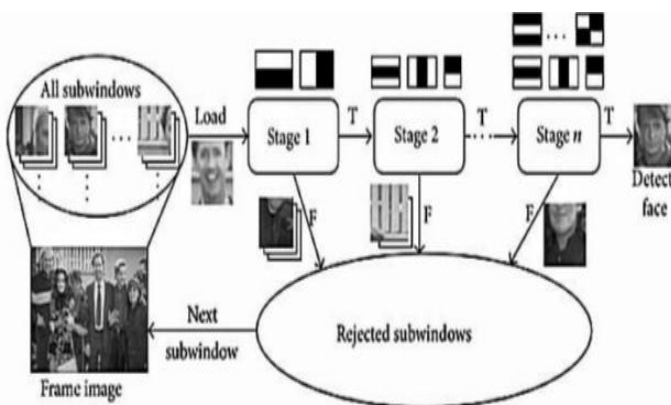 All subwindows
Load
Stage 1
T
Stage 2
T
Stage n
T
Detect
face
F
F
F
Next
subwindow
Rejected subwindows
Frame image